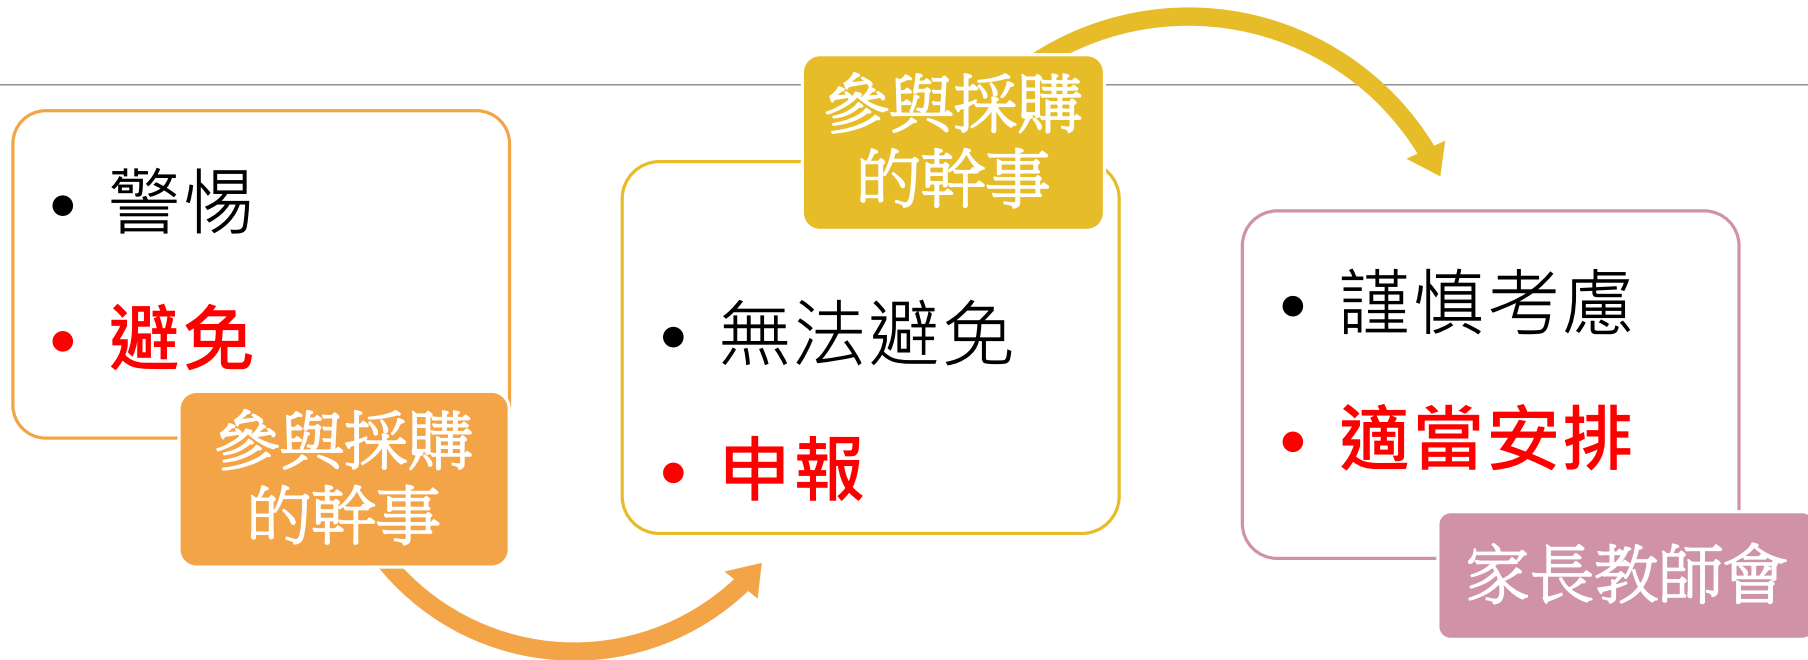 • 警惕
• 避免
參與採購
的幹事
參與採購
的幹事
• 無法避免
• 申報
• 謹慎考慮
• 適當安排
家長教師會